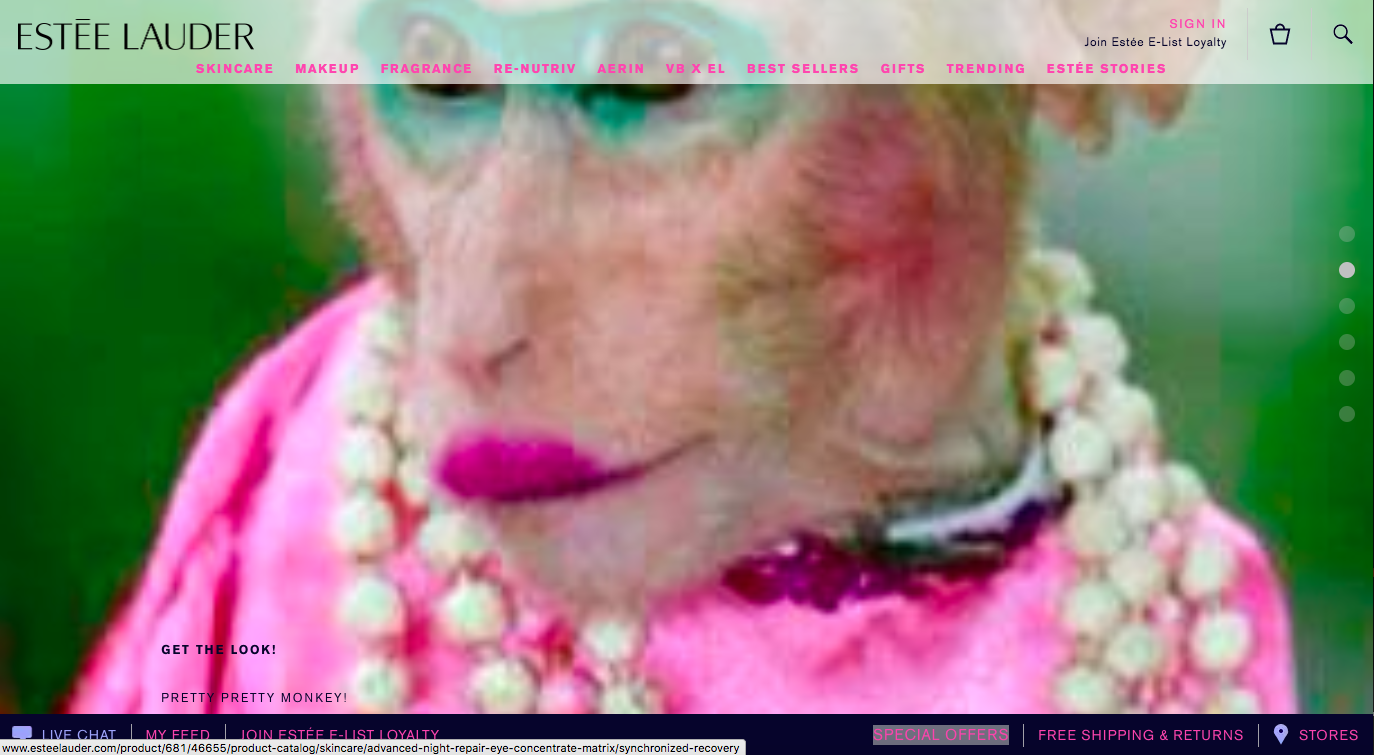 ESTĒE LAUDER
SIGN IN
Join Estée E-List Loyalty
SKINCARE MAKEUP FRAGRANCE RE-NUTRIV AERIN VB X EL BEST SELLERS GIFTS TRENDING ESTÉE STORIES
GET THE LOOK!
PRETTY PRETTY MONKEY!
LIVE CHAT MY FEED JOIN ESTÉE E-LIST LOYALTY SPECIAL OFFERS FREE SHIPPING & RETURNS STORES
www.esteelauder.com/product/681/46655/product-catalog/skincare/advanced-night-repair-eye-concentrate-matrix/synchronized-recovery